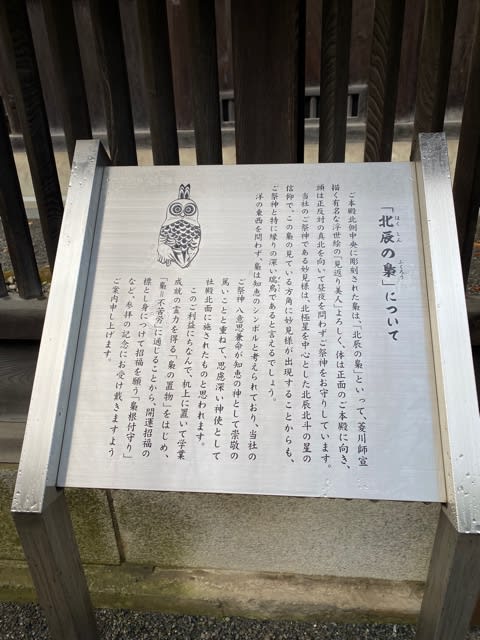 「北辰の梟」について
ほくしん
ふくろう
ご本殿北側中央に彫刻された梟は、「北辰の梟」といって、菱川師宣
描く有名な浮世絵の「見返り美人」よろしく、体は正面のご本殿に向き、
頭は正反対の真北を向いて昼夜を問わずご祭神をお守りしています。
当社のご祭神である妙見様は、北極星を中心とした北辰北斗の星の
信仰で、この梟の見ている方角に妙見様が出現することからも、
ご祭神と特に縁りの深い瑞鳥であると言えるでしょう。
洋の東西を問わず、梟は知恵のシンボルと考えられており、当社の
ご祭神 八意思兼命が知恵の神として崇敬の
篤いことと重ねて、思慮深い神使として
社殿北面に施されたものと思われます。
このご利益にちなんで、机上に置いて学業
成就の霊力を得る「梟の置物」をはじめ、
「梟=不苦労」に通じることから、開運招福の
標とし身につけて招福を願う「梟根付守り」
など、参拝の記念にお受け戴きますよう
ご案内申し上げます。